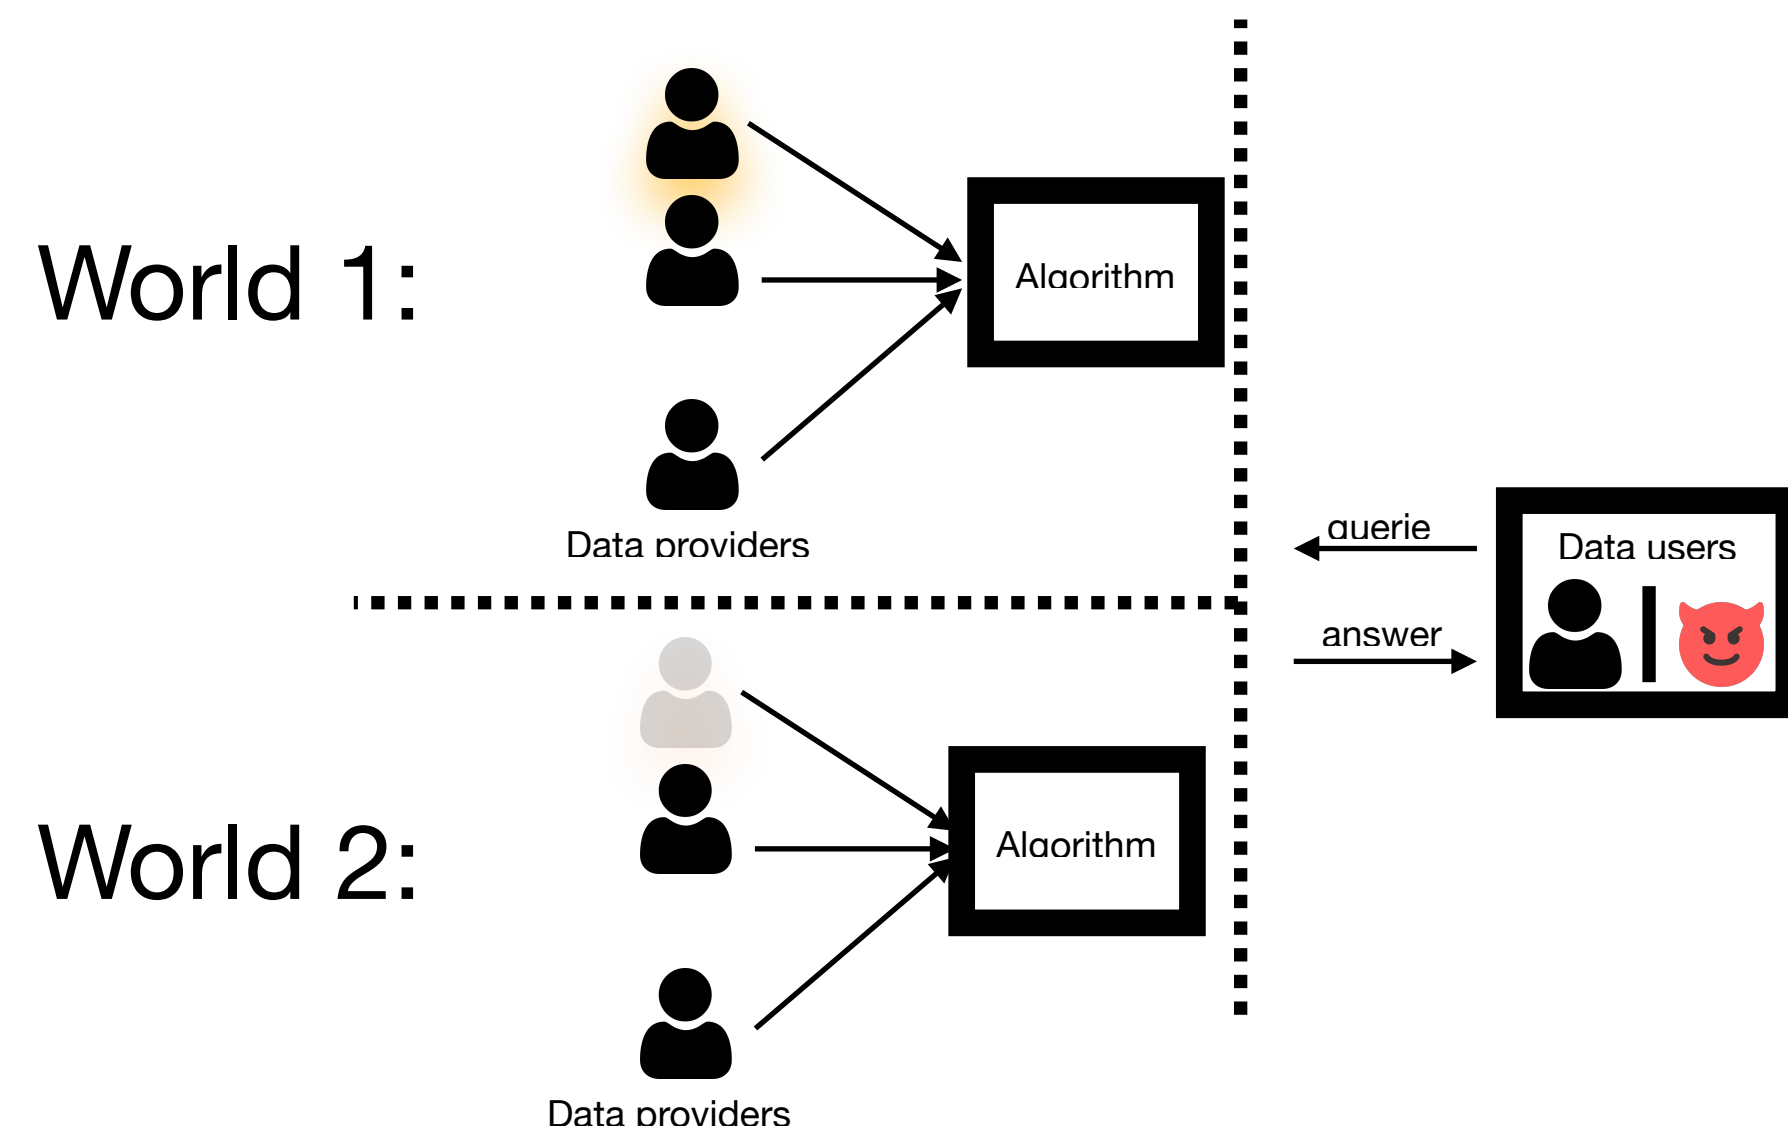 World 1:
Algorithm
Data providers
querie
Data users
answer
World 2:
Algorithm
Data providers